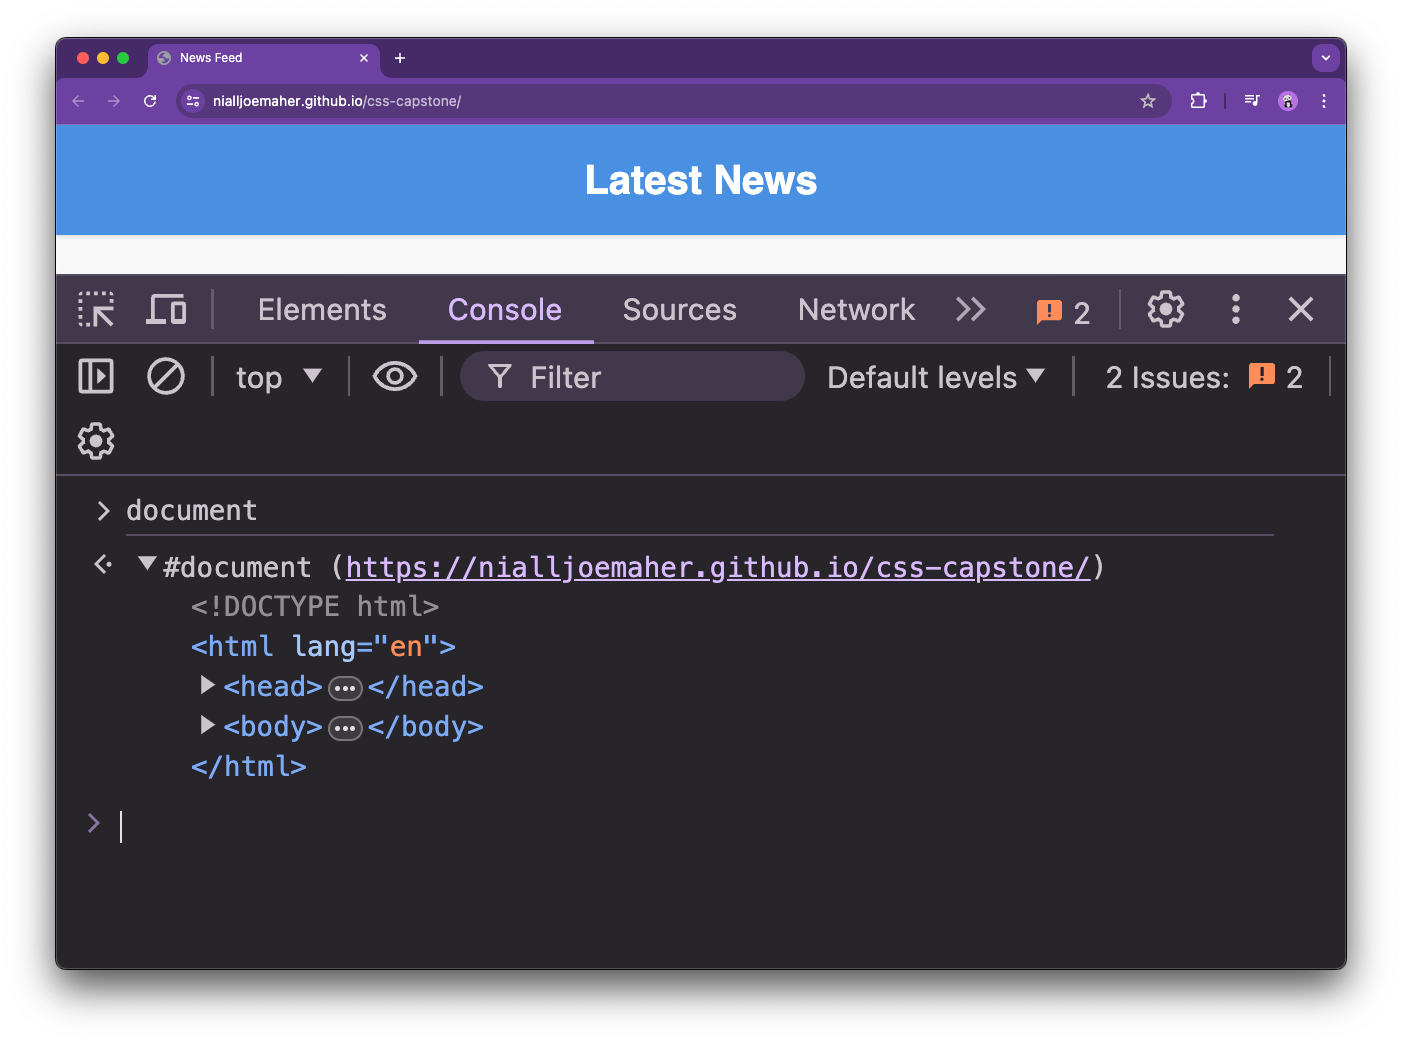 News Feed
nialljoemaher.github.io/css-capstone/
Latest News
Elements Console Sources Network 2
top Filter Default levels 2 Issues: 2
document
#document (https://nialljoemaher.github.io/css-capstone/)
<!DOCTYPE html>
<html lang="en">
<head>…</head>
<body>…</body>
</html>